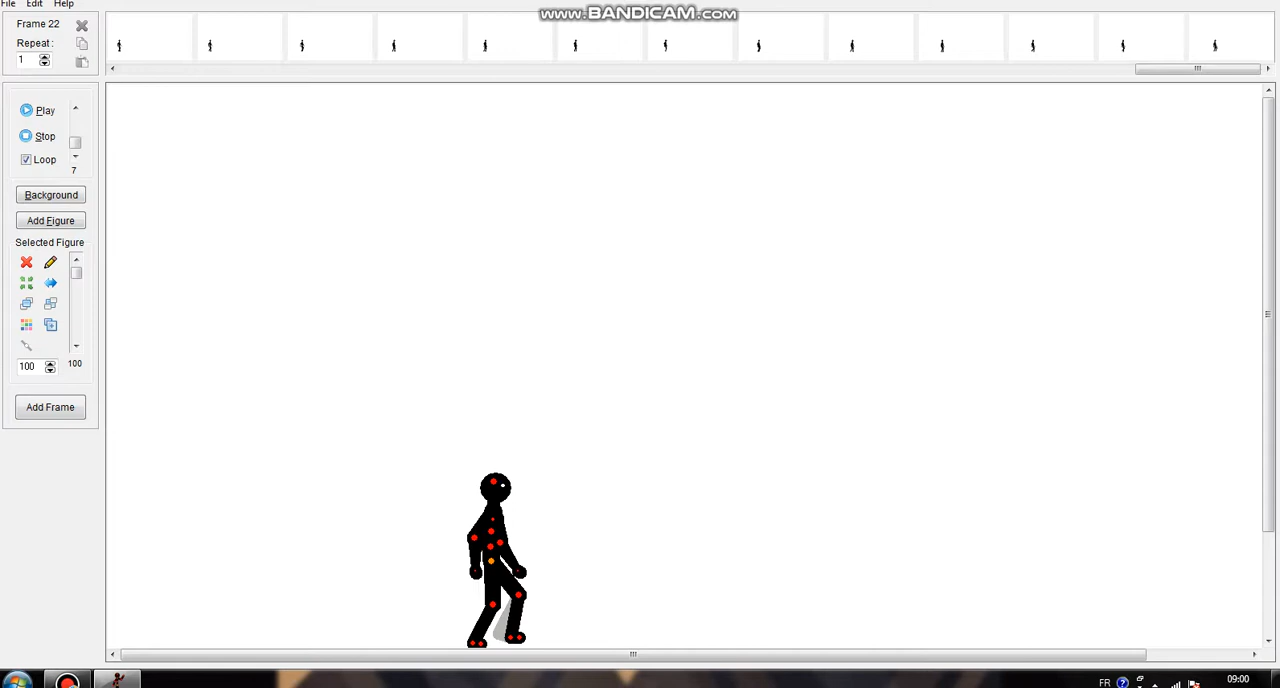 File Edit Help
www.BANDICAM.com
Frame 22
Repeat :
1
Play
Stop
Loop
7
Background
Add Figure
Selected Figure
100
100
Add Frame
FR
09:00